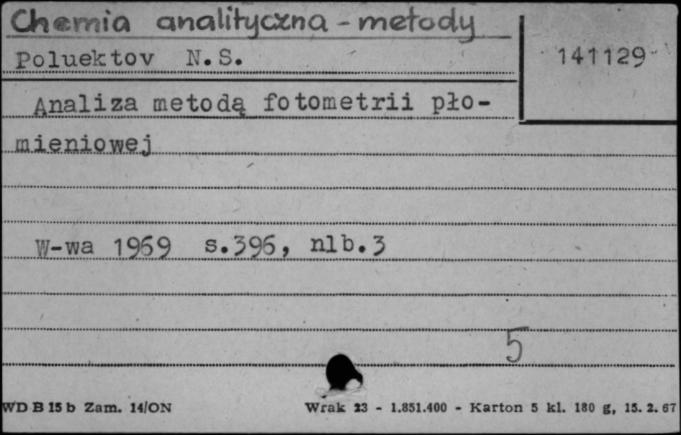 Chemia analityczna - metody
Poluektov N.S.
141129
Analiza metodą fotometrii pło-
mieniowej
W-wa 1969 s.396, nlb.3
5
WD B 15 b Zam. 14/ON
Wrak 23 - 1.851.400 - Karton 5 kl. 180 g, 15. 2. 67